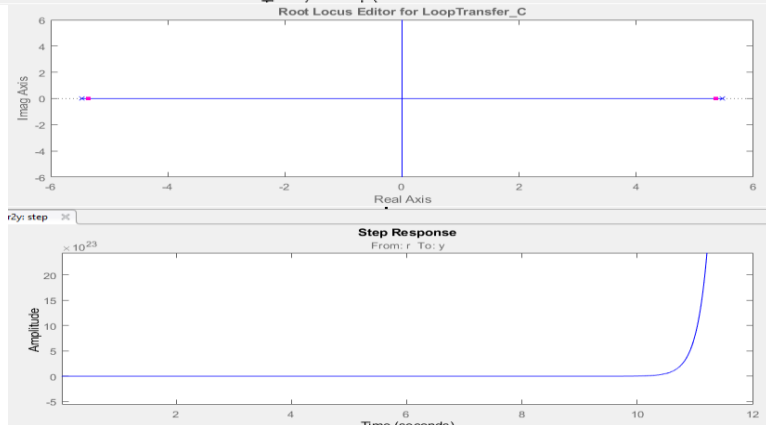 Root Locus Editor for LoopTransfer_C
6
4
2
0
-2
-4
-6
Imag Axis
-6 -4 -2 0 2 4 6
Real Axis
r2y: step
Step Response
From: r To: y
× 10^23
20
15
10
5
0
-5
Amplitude
2 4 6 8 10 12
Time (seconds)